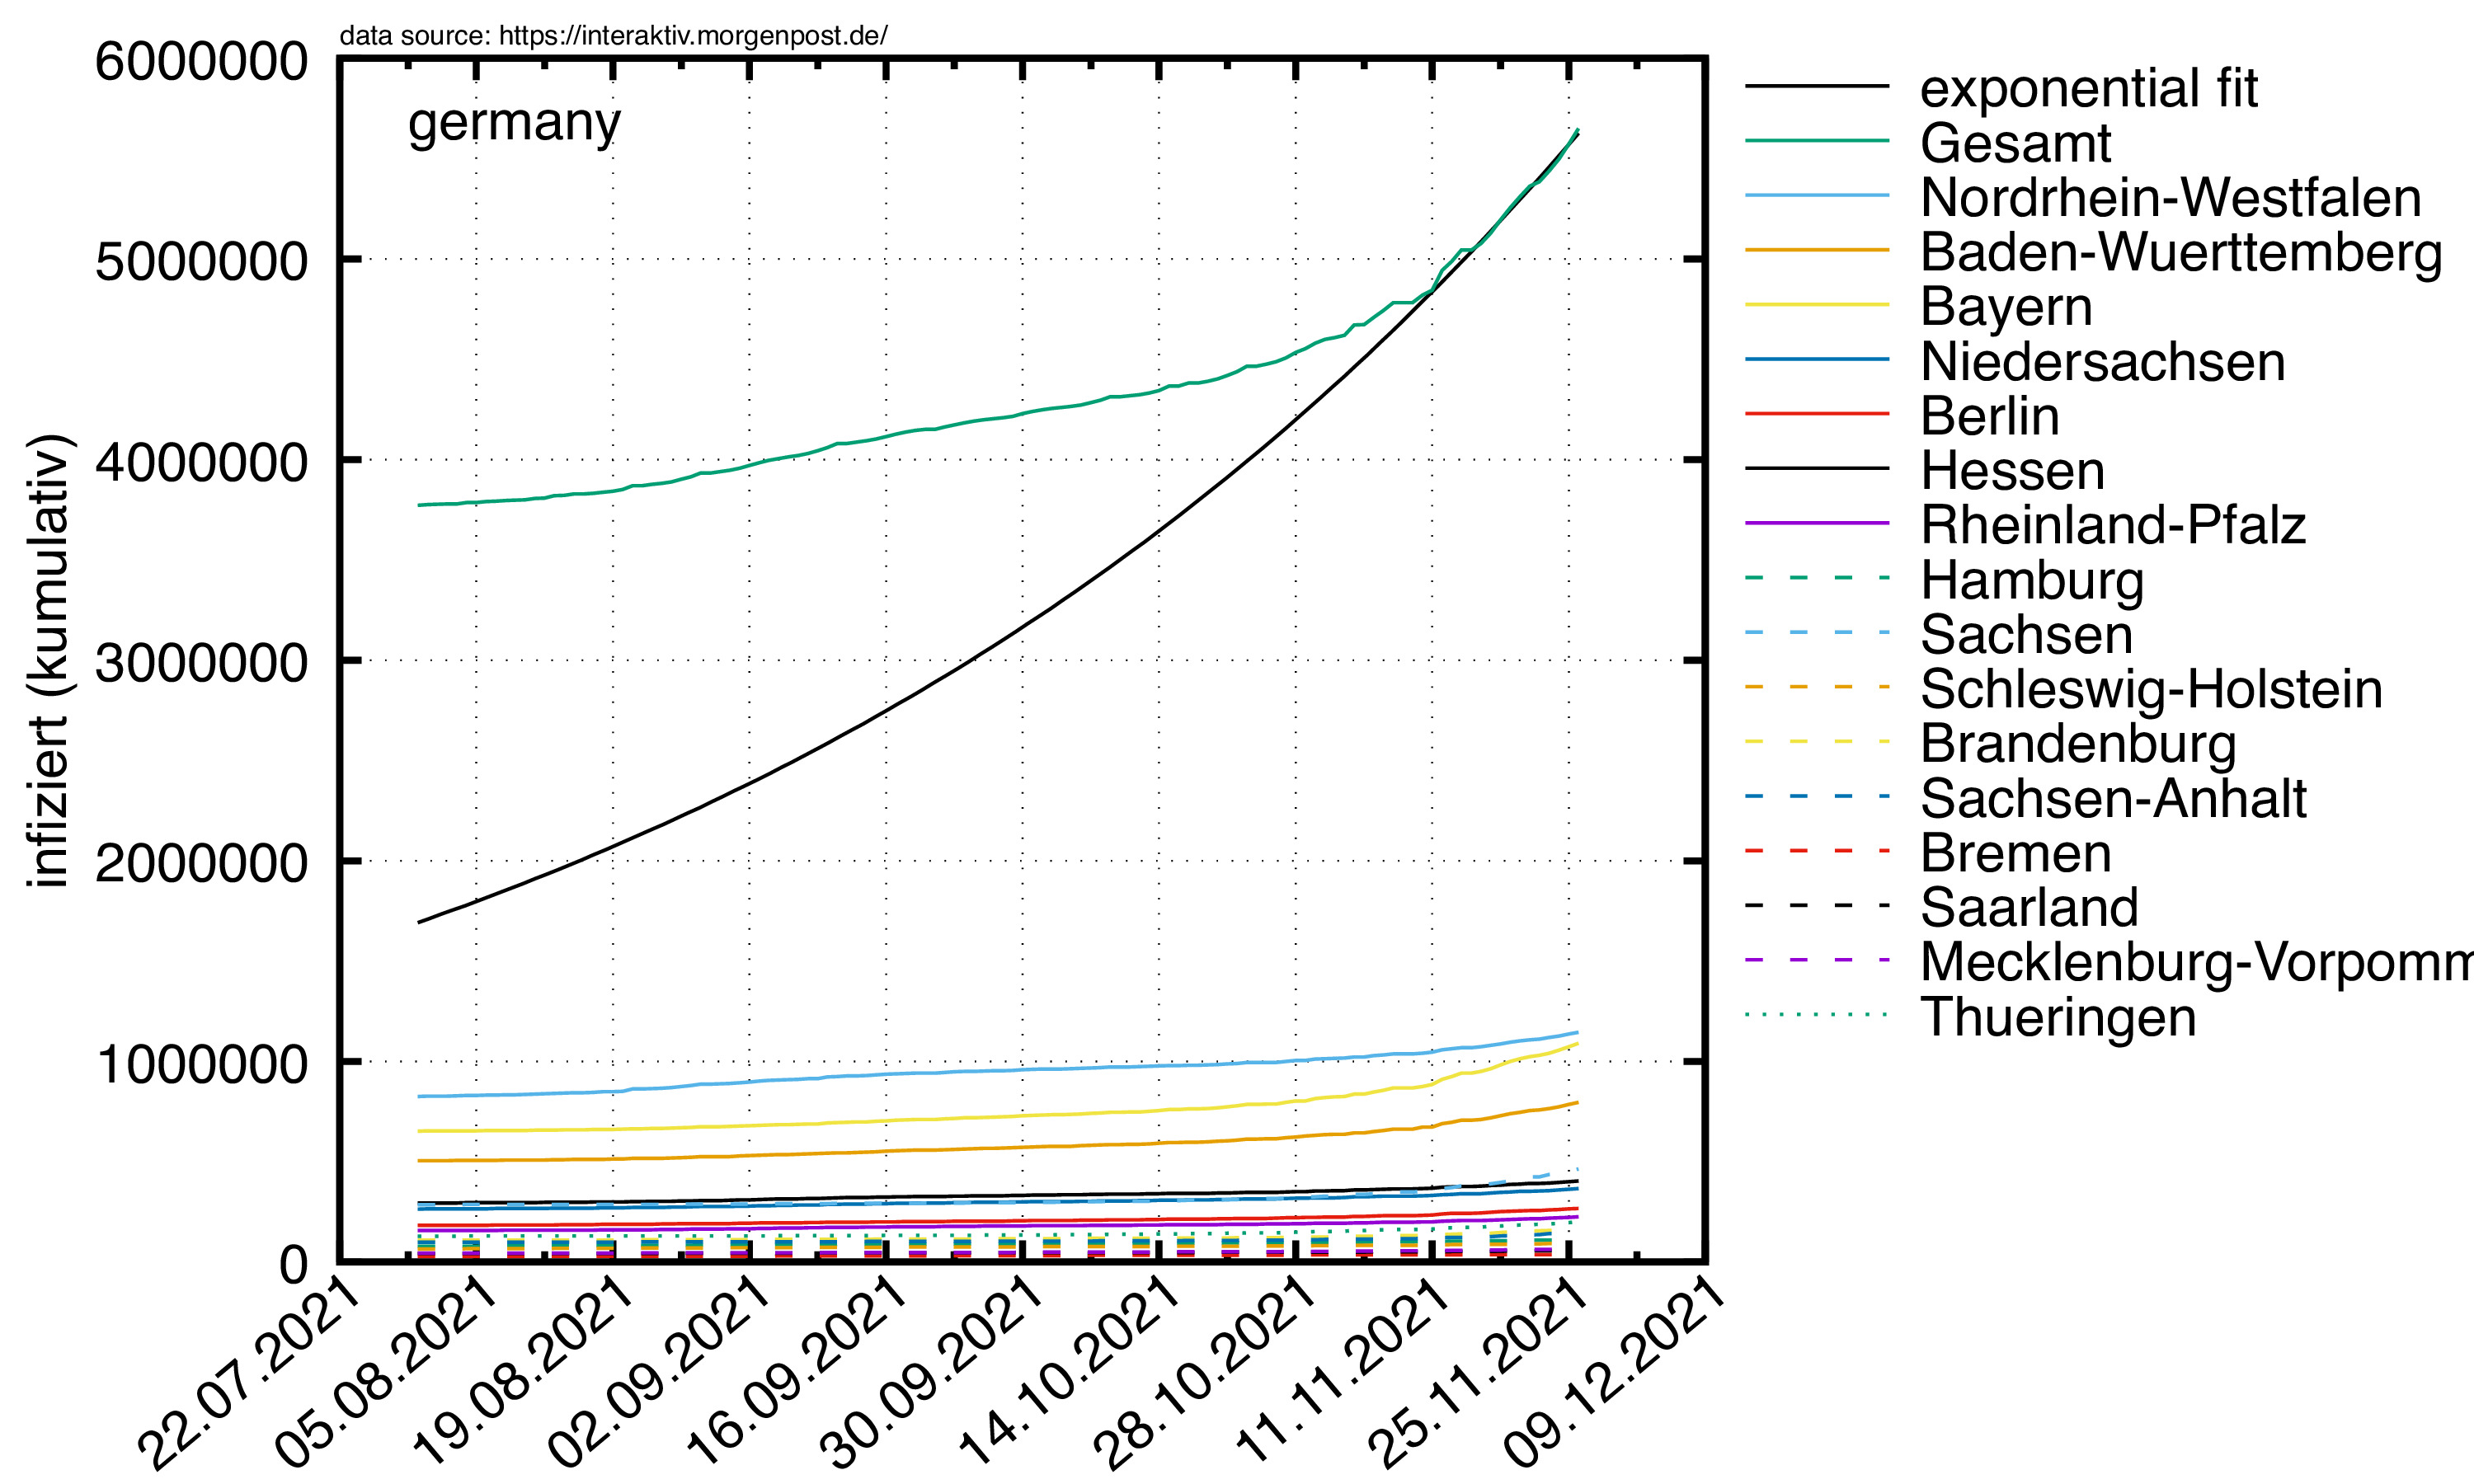 data source: https://interaktiv.morgenpost.de/
6000000
5000000
4000000
3000000
2000000
1000000
0
infiziert (kumulativ)
germany
exponential fit
Gesamt
Nordrhein-Westfalen
Baden-Wuerttemberg
Bayern
Niedersachsen
Berlin
Hessen
Rheinland-Pfalz
Hamburg
Sachsen
Schleswig-Holstein
Brandenburg
Sachsen-Anhalt
Bremen
Saarland
Mecklenburg-Vorpomm
Thueringen
22.07.2021
05.08.2021
19.08.2021
02.09.2021
16.09.2021
30.09.2021
14.10.2021
28.10.2021
11.11.2021
25.11.2021
09.12.2021